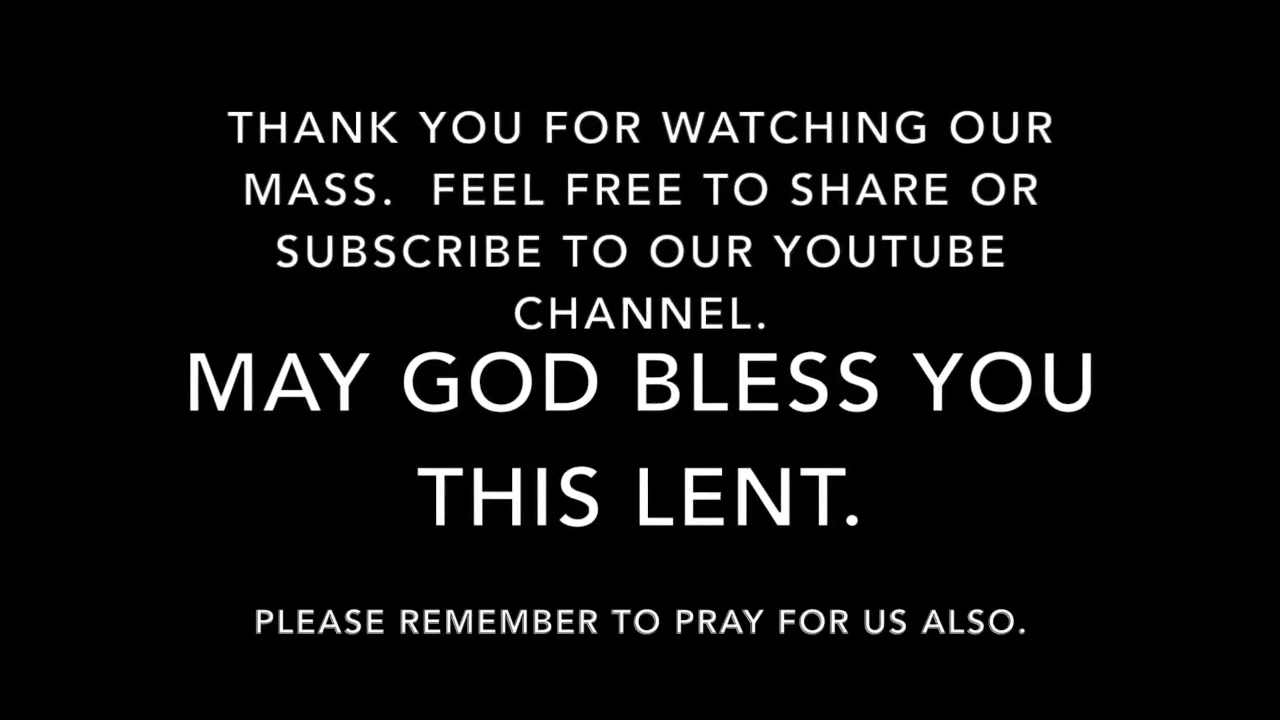 THANK YOU FOR WATCHING OUR
MASS.  FEEL FREE TO SHARE OR
SUBSCRIBE TO OUR YOUTUBE
CHANNEL.
MAY GOD BLESS YOU
THIS LENT.
PLEASE REMEMBER TO PRAY FOR US ALSO.